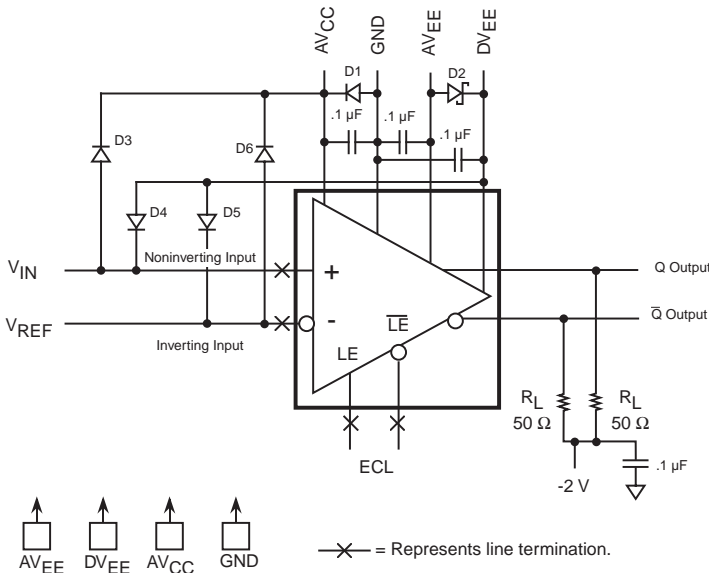 AVCC
GND
AVEE
DVEE
D1
D2
.1 µF
.1 µF
.1 µF
D3
D6
D4
D5
VIN
Noninverting Input
+
Q Output
VREF
Inverting Input
-
LE
L̅E̅
Q̅ Output
RL
50 Ω
RL
50 Ω
ECL
-2 V
.1 µF
AVEE
DVEE
AVCC
GND
= Represents line termination.